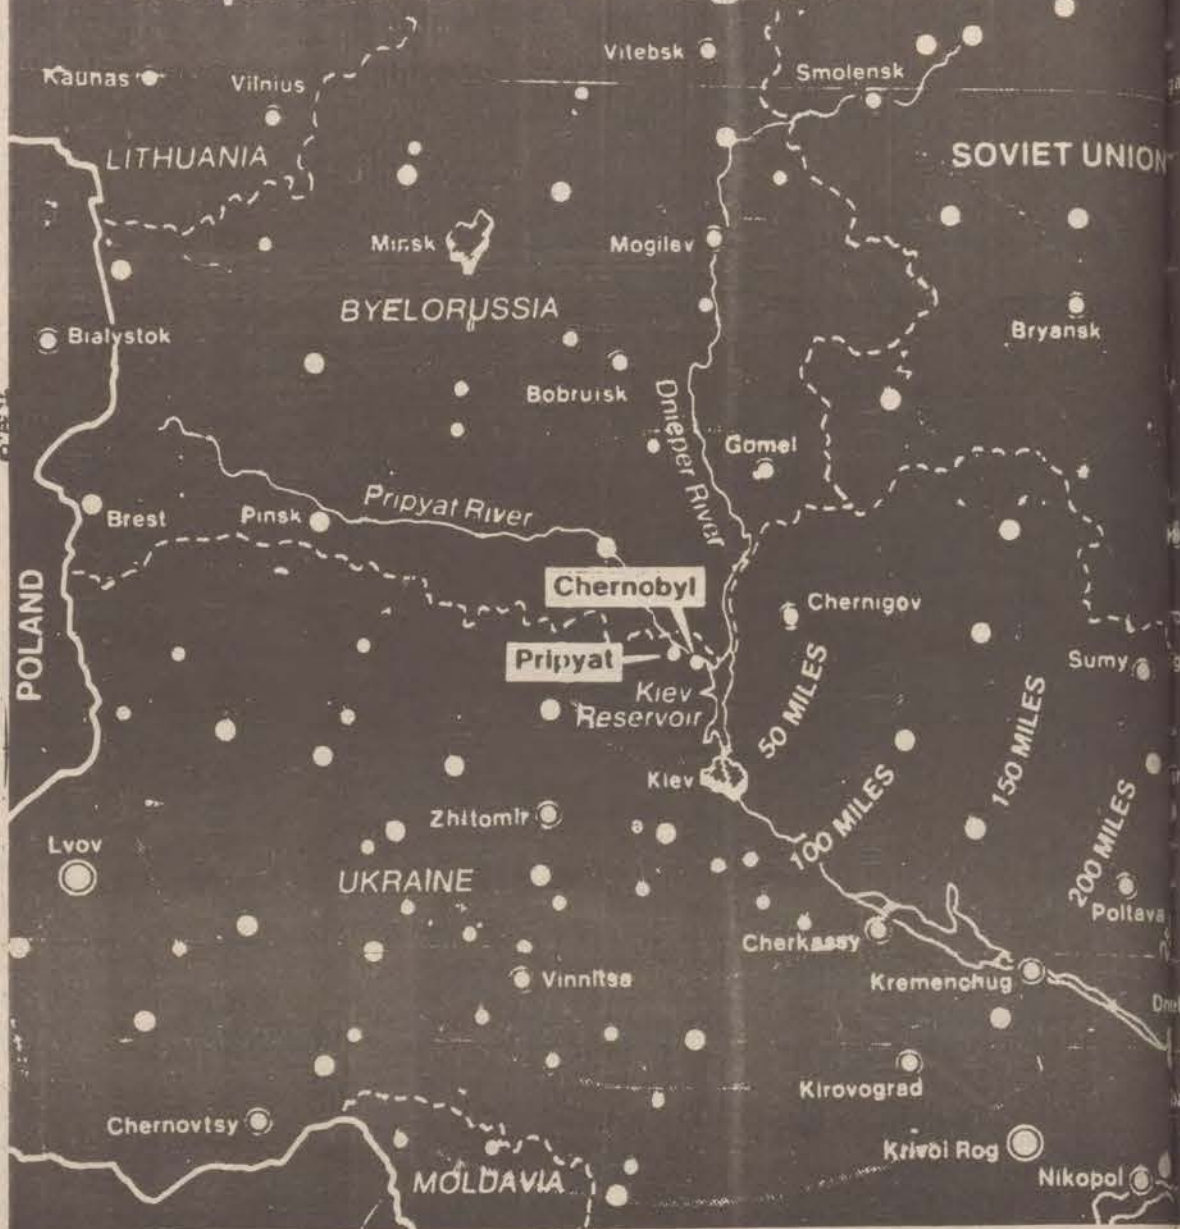 Vitebsk
Kaunas
Vilnius
Smolensk
LITHUANIA
SOVIET UNION
Minsk
Mogilev
BYELORUSSIA
Bialystok
Bryansk
Bobruisk
Dnieper River
Gomel
Pripyat River
Brest
Pinsk
POLAND
Chernobyl
Chernigov
Pripyat
Sumy
Kiev
Reservoir
50 MILES
150 MILES
Kiev
100 MILES
200 MILES
Zhitomir
Lvov
UKRAINE
Poltava
Cherkassy
Vinnitsa
Kremenchug
Kirovograd
Chernovtsy
Krivoi Rog
MOLDAVIA
Nikopol